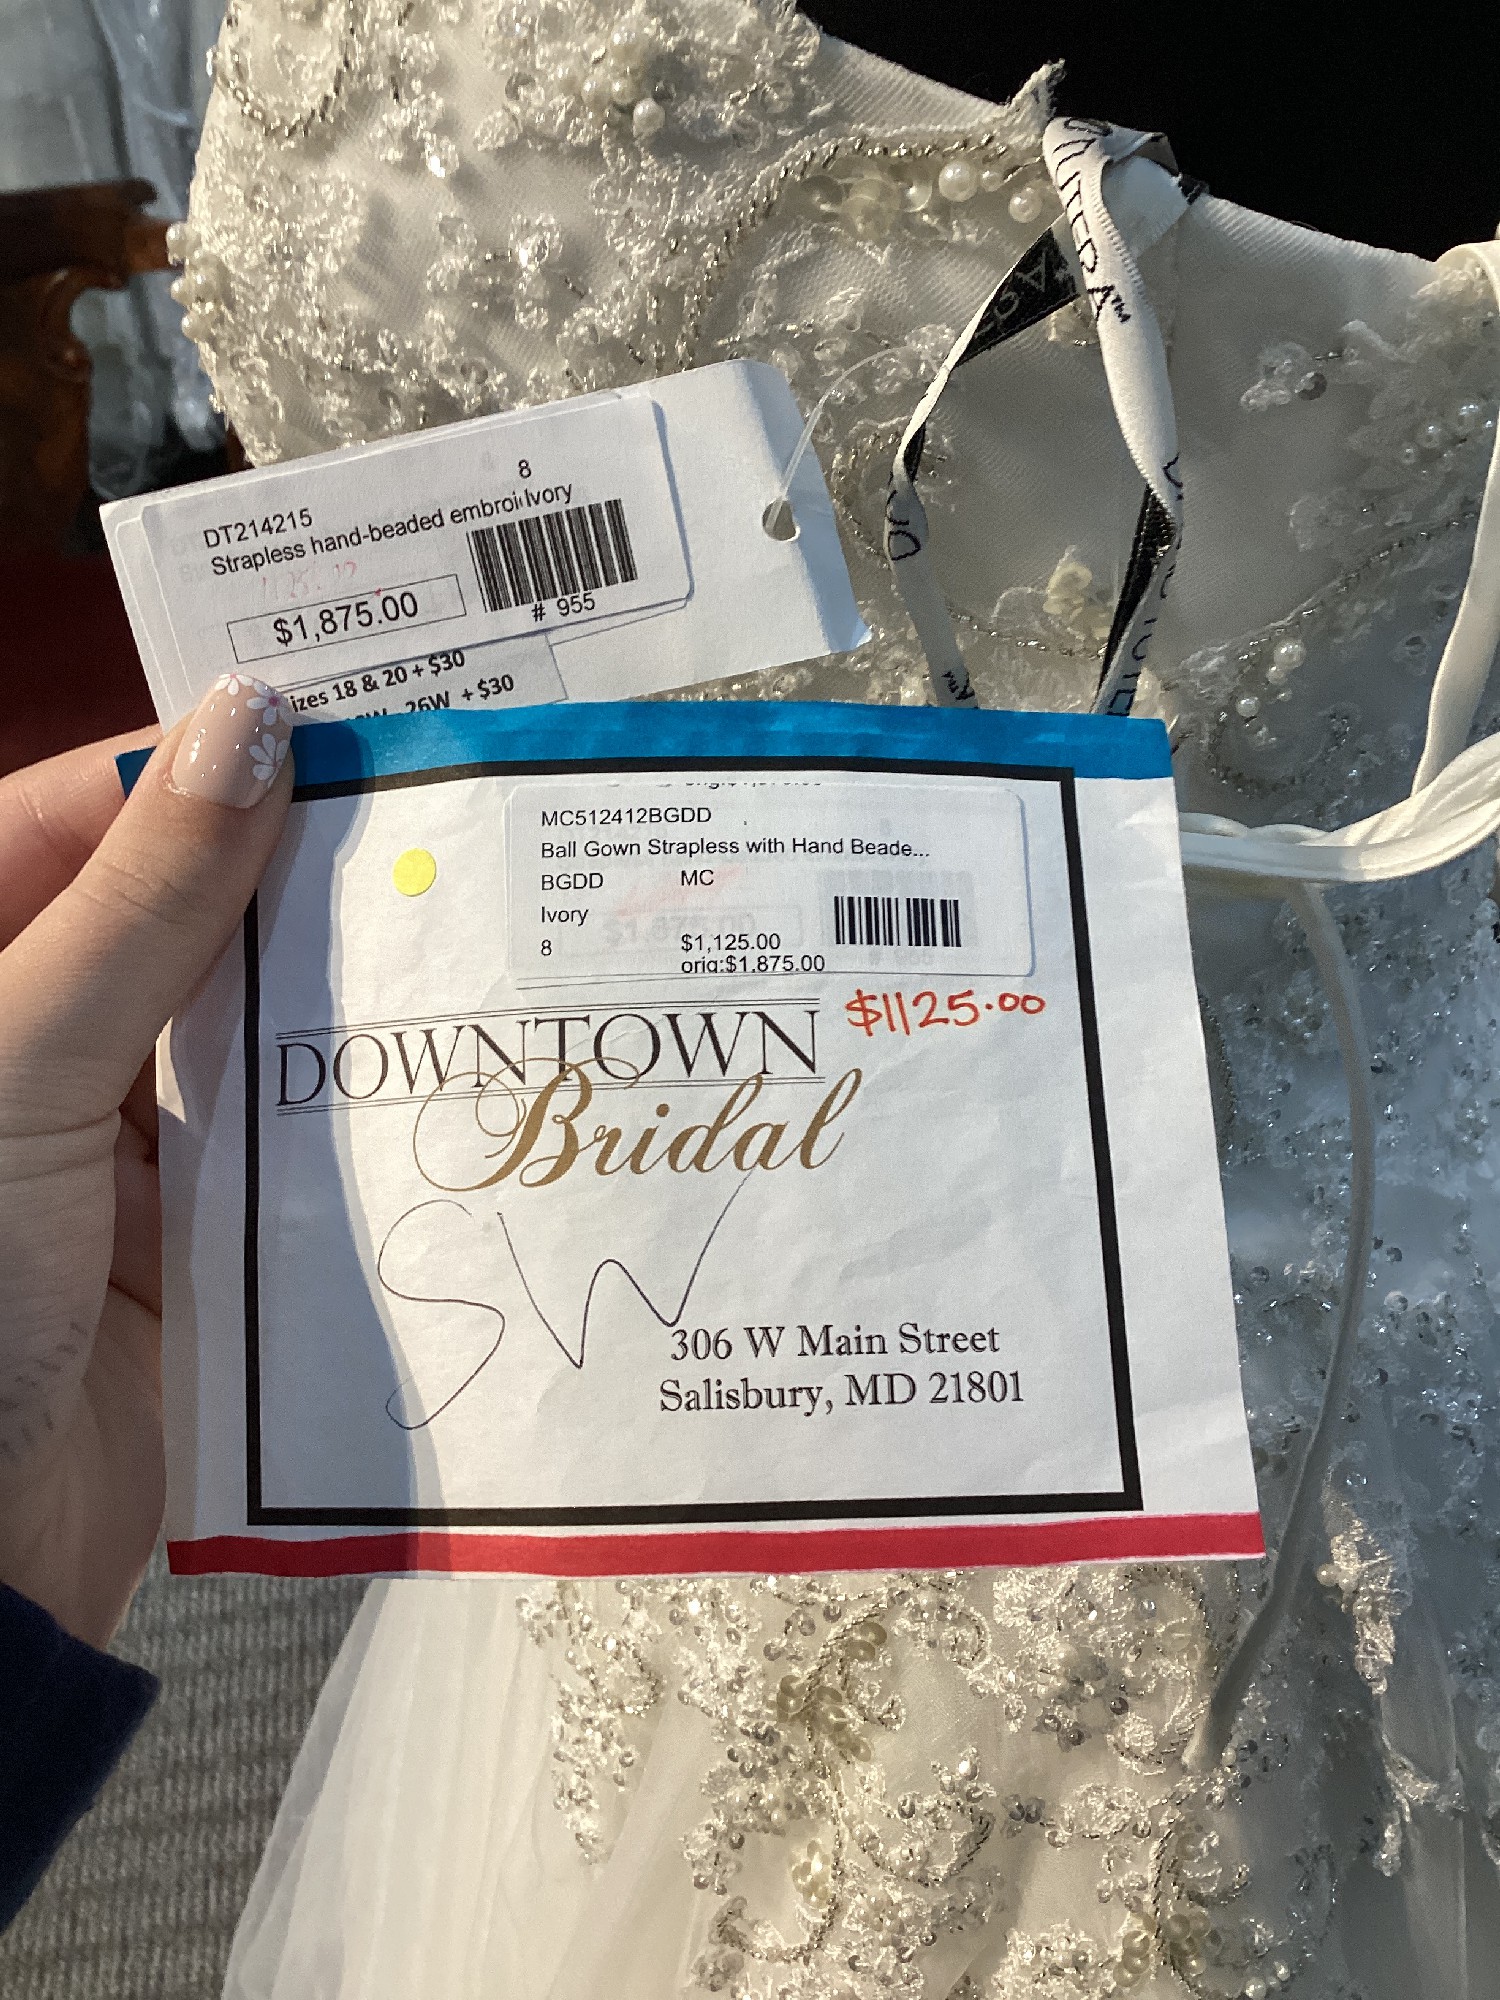 DICUTERA™
8
DT214215
Strapless hand-beaded embroi Ivory
$1,875.00
# 955
izes 18 & 20 + $30
26W + $30
MC512412BGDD
Ball Gown Strapless with Hand Beade...
BGDD MC
Ivory
8 $1,125.00
orig:$1,875.00
$1125.00
DOWNTOWN
Bridal
SW
306 W Main Street
Salisbury, MD 21801